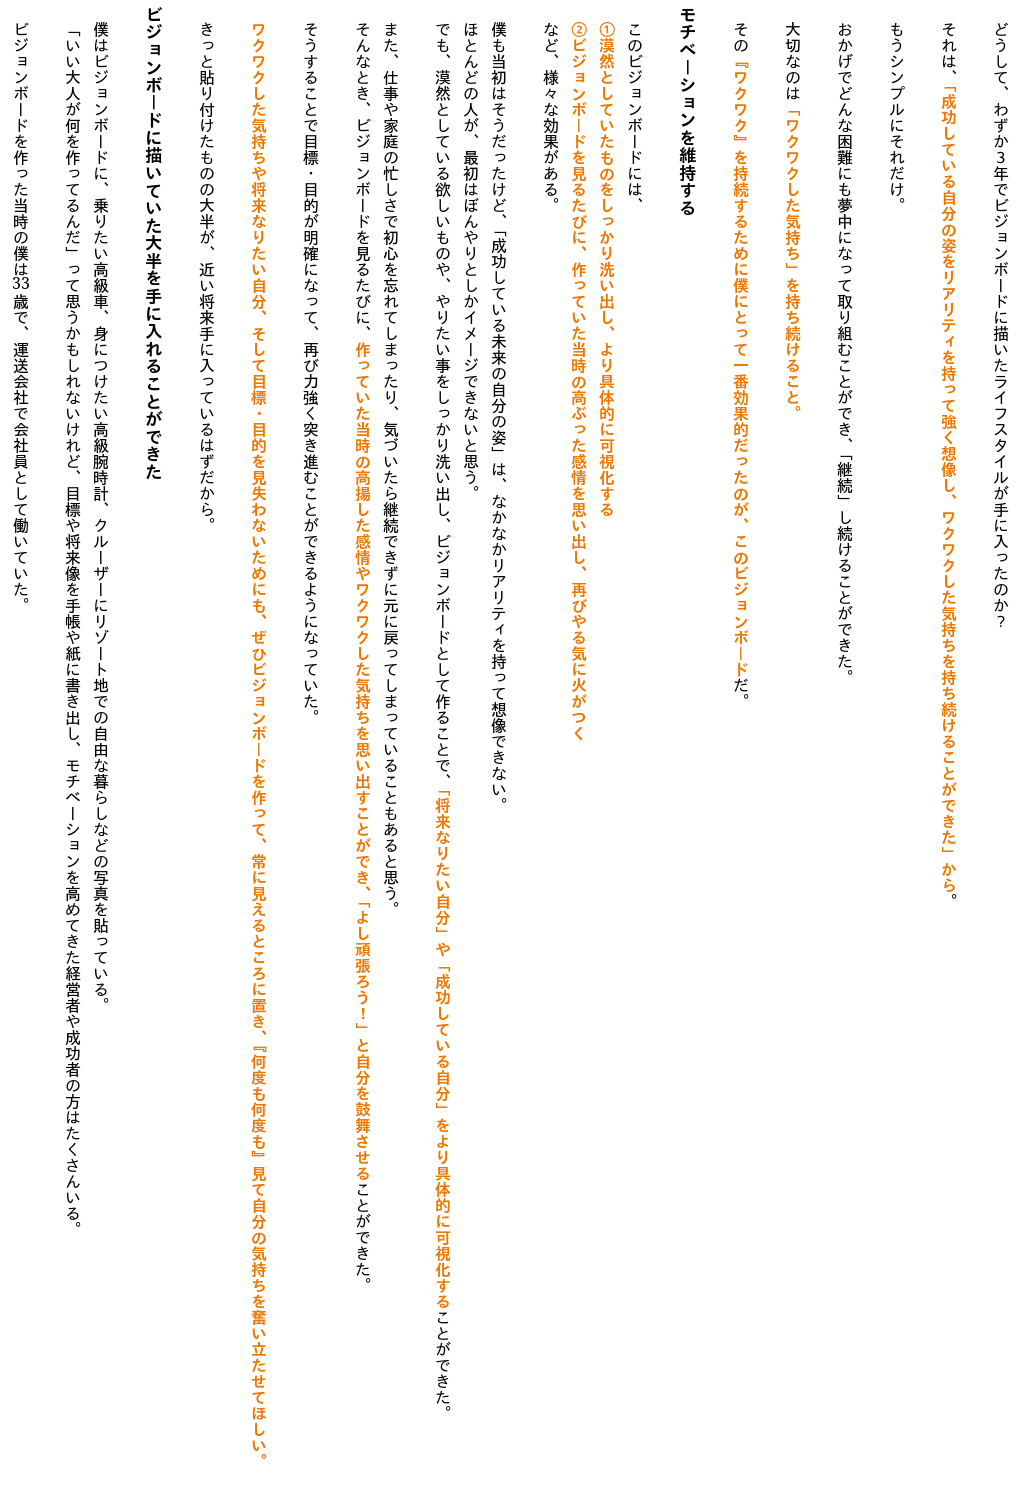 どうして、わずか３年でビジョンボードに描いたライフスタイルが手に入ったのか？
それは、「成功している自分の姿をリアリティを持って強く想像し、ワクワクした気持ちを持ち続けることができた」から。
もうシンプルにそれだけ。
おかげでどんな困難にも夢中になって取り組むことができ、「継続」し続けることができた。
大切なのは「ワクワクした気持ち」を持ち続けること。
その『ワクワク』を持続するために僕にとって一番効果的だったのが、このビジョンボードだ。
モチベーションを維持する
このビジョンボードには、
①漠然としていたものをしっかり洗い出し、より具体的に可視化する
②ビジョンボードを見るたびに、作っていた当時の高ぶった感情を思い出し、再びやる気に火がつく
など、様々な効果がある。
僕も当初はそうだったけど、「成功している未来の自分の姿」は、なかなかリアリティを持って想像できない。
ほとんどの人が、最初はぼんやりとしかイメージできないと思う。
でも、漠然としている欲しいものや、やりたい事をしっかり洗い出し、ビジョンボードとして作ることで、「将来なりたい自分」や「成功している自分」をより具体的に可視化することができた。
また、仕事や家庭の忙しさで初心を忘れてしまったり、気づいたら継続できずに元に戻ってしまっていることもあると思う。
そんなとき、ビジョンボードを見るたびに、作っていた当時の高揚した感情やワクワクした気持ちを思い出すことができ、「よし頑張ろう！」と自分を鼓舞させることができた。
そうすることで目標・目的が明確になって、再び力強く突き進むことができるようになっていた。
ワクワクした気持ちや将来なりたい自分、そして目標・目的を見失わないためにも、ぜひビジョンボードを作って、常に見えるところに置き、『何度も何度も』見て自分の気持ちを奮い立たせてほしい。
きっと貼り付けたものの大半が、近い将来手に入っているはずだから。
ビジョンボードに描いていた大半を手に入れることができた
僕はビジョンボードに、乗りたい高級車、身につけたい高級腕時計、クルーザーにリゾート地での自由な暮らしなどの写真を貼っている。
「いい大人が何を作ってるんだ」って思うかもしれないけれど、目標や将来像を手帳や紙に書き出し、モチベーションを高めてきた経営者や成功者の方はたくさんいる。
ビジョンボードを作った当時の僕は33歳で、運送会社で会社員として働いていた。